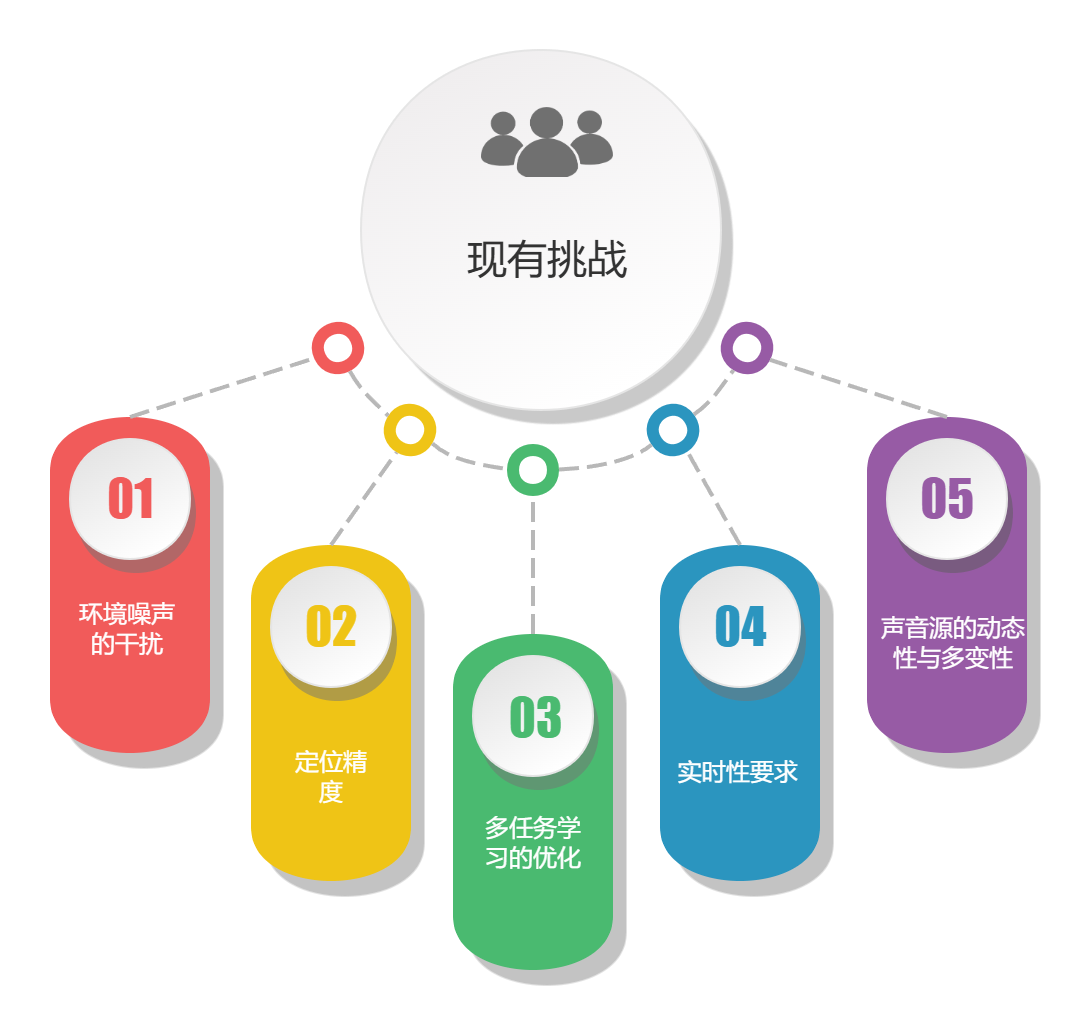 现有挑战
01
环境噪声
的干扰
02
定位精
度
03
多任务学
习的优化
04
实时性要求
05
声音源的动态
性与多变性